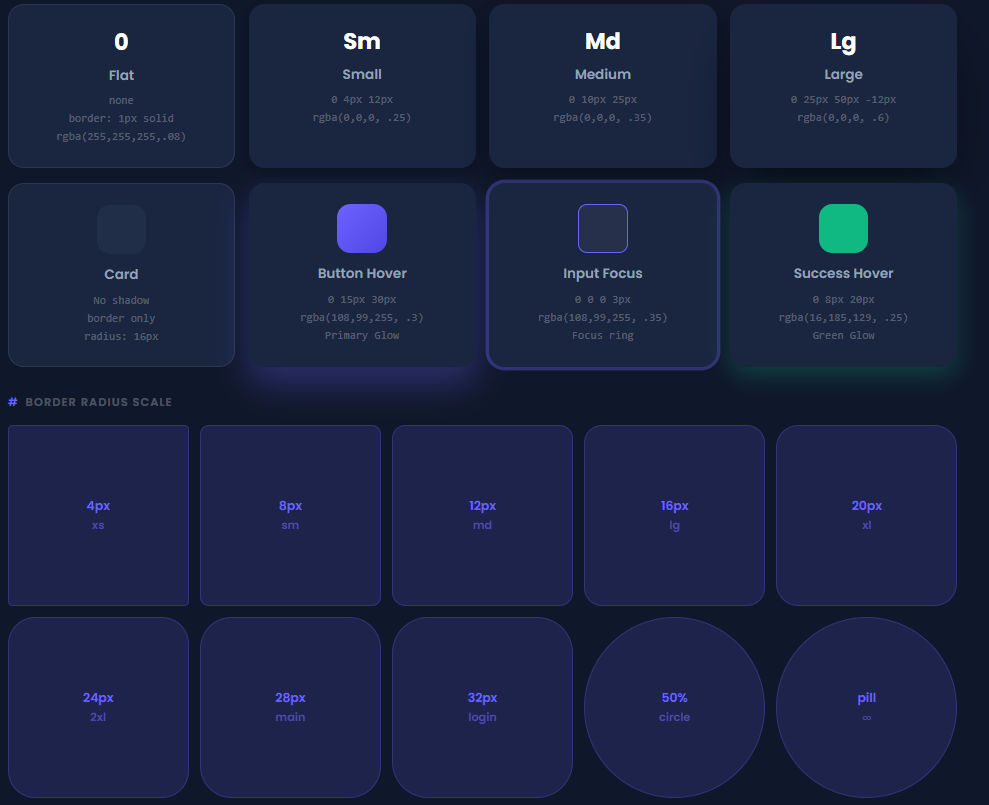 0
Flat
none
border: 1px solid
rgba(255,255,255,.08)
Sm
Small
0 4px 12px
rgba(0,0,0, .25)
Md
Medium
0 10px 25px
rgba(0,0,0, .35)
Lg
Large
0 25px 50px -12px
rgba(0,0,0, .6)
Card
No shadow
border only
radius: 16px
Button Hover
0 15px 30px
rgba(108,99,255, .3)
Primary Glow
Input Focus
0 0 0 3px
rgba(108,99,255, .35)
Focus ring
Success Hover
0 8px 20px
rgba(16,185,129, .25)
Green Glow
# BORDER RADIUS SCALE
4px
xs
8px
sm
12px
md
16px
lg
20px
xl
24px
2xl
28px
main
32px
login
50%
circle
pill
∞